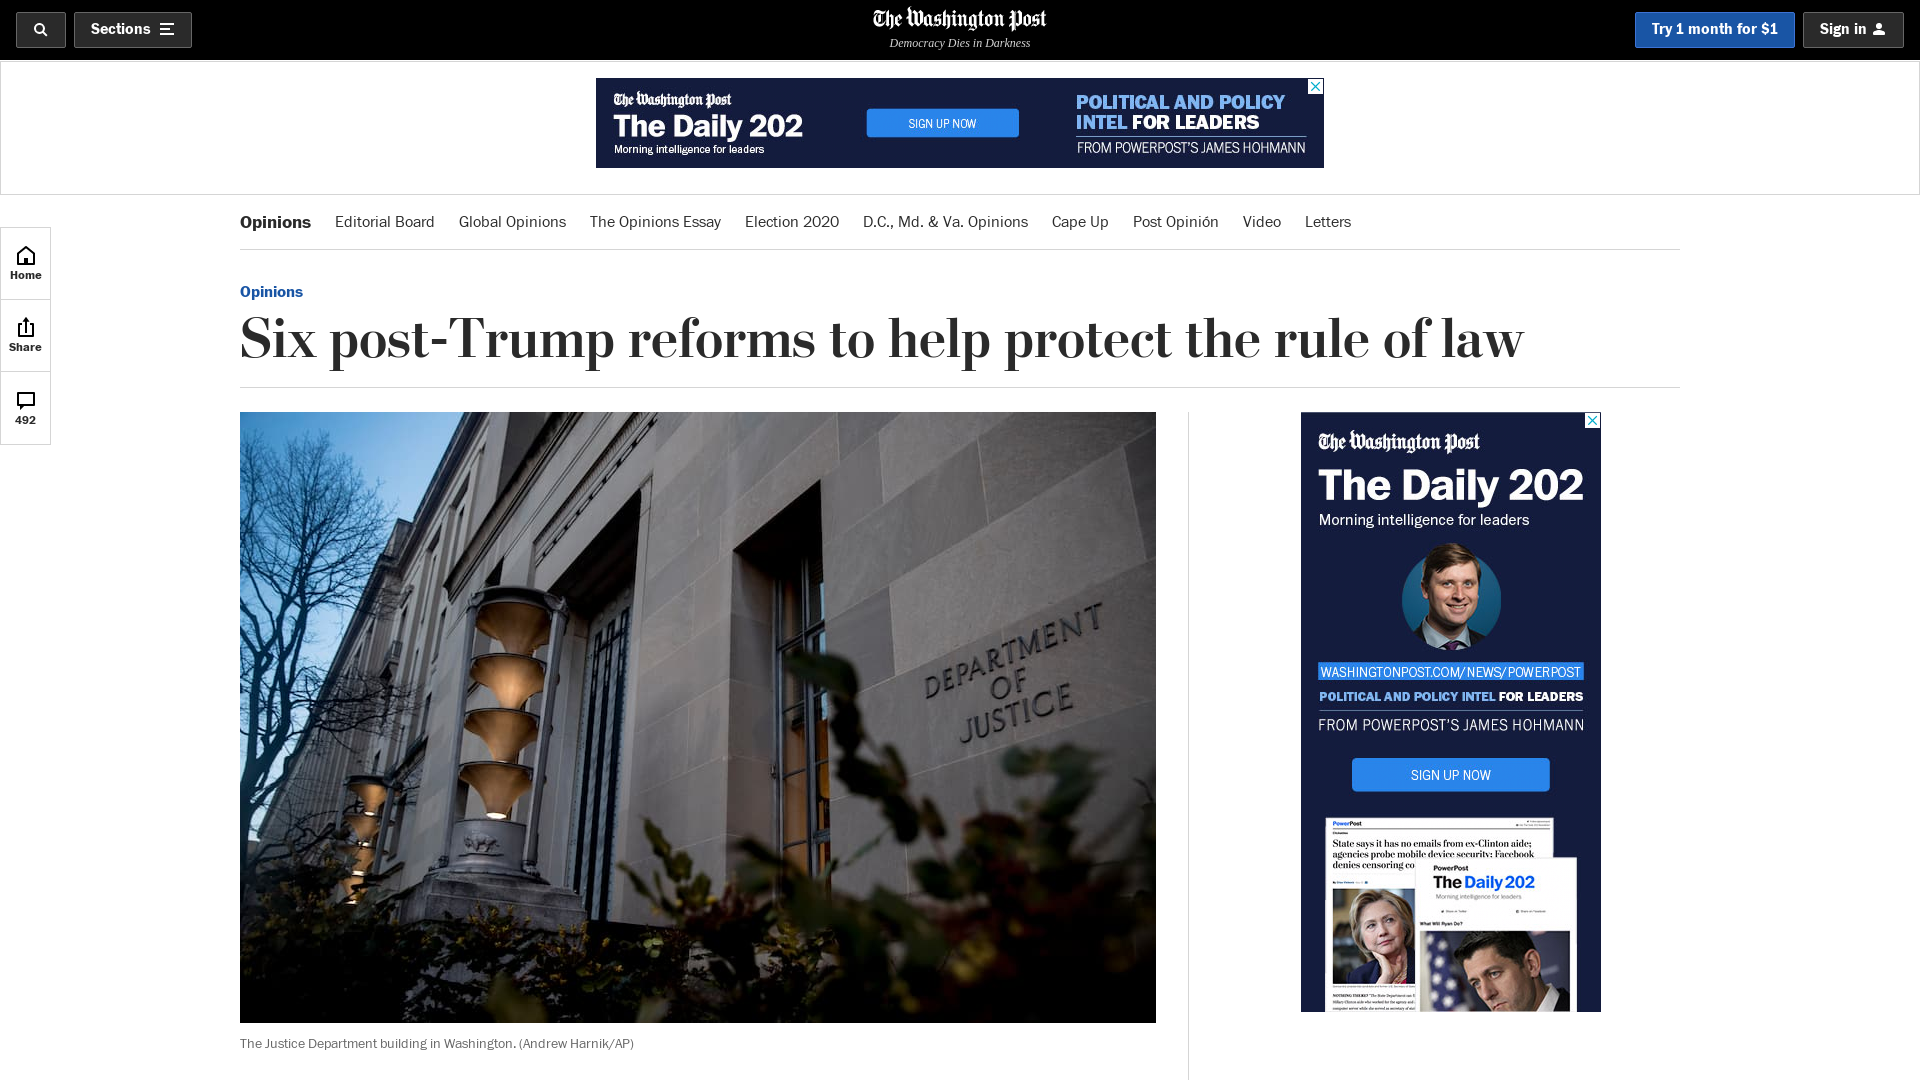 Sections
The Washington Post
Democracy Dies in Darkness
Try 1 month for $1
Sign in
The Washington Post
The Daily 202
Morning intelligence for leaders
SIGN UP NOW
POLITICAL AND POLICY
INTEL FOR LEADERS
FROM POWERPOST'S JAMES HOHMANN
Opinions
Editorial Board
Global Opinions
The Opinions Essay
Election 2020
D.C., Md. & Va. Opinions
Cape Up
Post Opinión
Video
Letters
Home
Share
492
Opinions
Six post-Trump reforms to help protect the rule of law
DEPARTMENT
OF
JUSTICE
The Justice Department building in Washington. (Andrew Harnik/AP)
The Washington Post
The Daily 202
Morning intelligence for leaders
WASHINGTONPOST.COM/NEWS/POWERPOST
POLITICAL AND POLICY INTEL FOR LEADERS
FROM POWERPOST'S JAMES HOHMANN
SIGN UP NOW
PowerPost
State says it has no emails from ex-Clinton aide;
agencies probe mobile device security; Facebook
denies censoring co
PowerPost
The Daily 202
Morning intelligence for leaders
What Will Ryan Do?